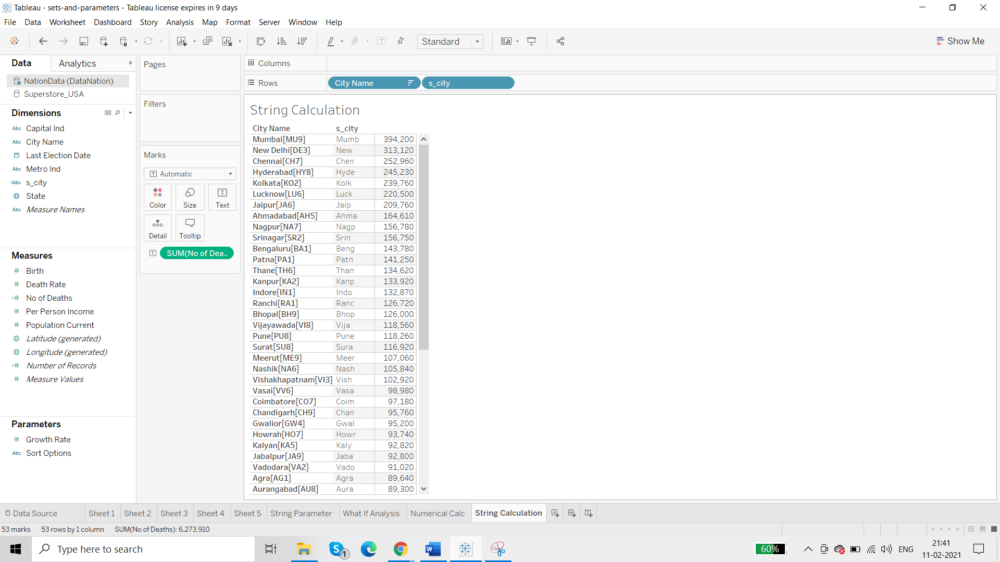 Tableau - sets-and-parameters - Tableau license expires in 9 days
File Data Worksheet Dashboard Story Analysis Map Format Server Window Help
Standard
Show Me
Data Analytics
NationData (DataNation)
Superstore_USA
Dimensions
Abc Capital Ind
Abc City Name
Last Election Date
Abc Metro Ind
=Abc s_city
State
Abc Measure Names
Measures
# Birth
# Death Rate
=# No of Deaths
# Per Person Income
# Population Current
Latitude (generated)
Longitude (generated)
=# Number of Records
# Measure Values
Parameters
# Growth Rate
Abc Sort Options
Pages
Filters
Marks
T Automatic
Color Size Text
Detail Tooltip
T SUM(No of Dea..
Columns
Rows City Name s_city
String Calculation
City Name s_city
Mumbai[MU9] Mumb 394,200
New Delhi[DE3] New 313,120
Chennai[CH7] Chen 252,960
Hyderabad[HY8] Hyde 245,230
Kolkata[KO2] Kolk 239,760
Lucknow[LU6] Luck 220,500
Jaipur[JA6] Jaip 209,760
Ahmadabad[AH5] Ahma 164,610
Nagpur[NA7] Nagp 156,780
Srinagar[SR2] Srin 156,750
Bengaluru[BA1] Beng 143,780
Patna[PA1] Patn 141,250
Thane[TH6] Than 134,620
Kanpur[KA2] Kanp 133,920
Indore[IN1] Indo 132,870
Ranchi[RA1] Ranc 126,720
Bhopal[BH9] Bhop 126,000
Vijayawada[VI8] Vija 118,560
Pune[PU8] Pune 118,260
Surat[SU8] Sura 116,920
Meerut[ME9] Meer 107,060
Nashik[NA6] Nash 105,840
Vishakhapatnam[VI3] Vish 102,920
Vasai[VV6] Vasa 98,980
Coimbatore[CO7] Coim 97,180
Chandigarh[CH9] Chan 95,760
Gwalior[GW4] Gwal 95,200
Howrah[HO7] Howr 93,740
Kalyan[KA5] Kaly 92,820
Jabalpur[JA9] Jaba 92,800
Vadodara[VA2] Vado 91,020
Agra[AG1] Agra 89,640
Aurangabad[AU8] Aura 89,300
Data Source Sheet 1 Sheet 2 Sheet 3 Sheet 4 Sheet 5 String Parameter What If Analysis Numerical Calc String Calculation
53 marks 53 rows by 1 column SUM(No of Deaths): 6,273,910
Type here to search
S 1
W
60%
ENG
21:41
11-02-2021